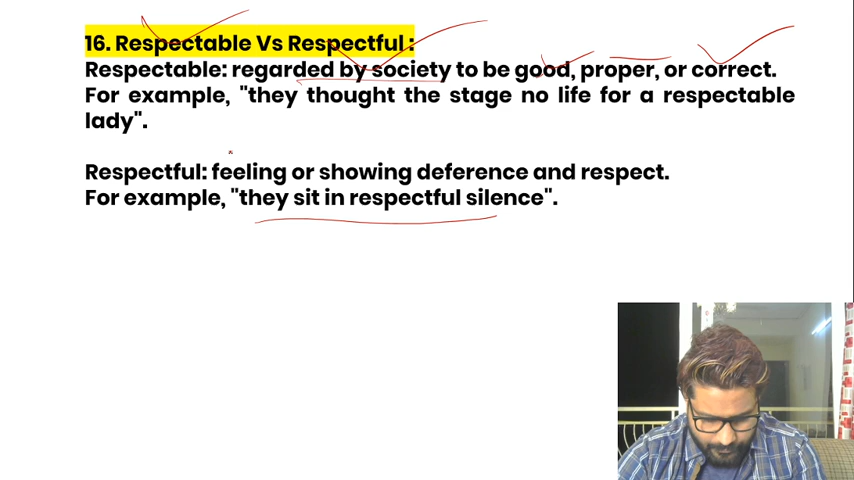 16. Respectable Vs Respectful :
Respectable: regarded by society to be good, proper, or correct.
For example, "they thought the stage no life for a respectable
lady".
Respectful: feeling or showing deference and respect.
For example, "they sit in respectful silence".